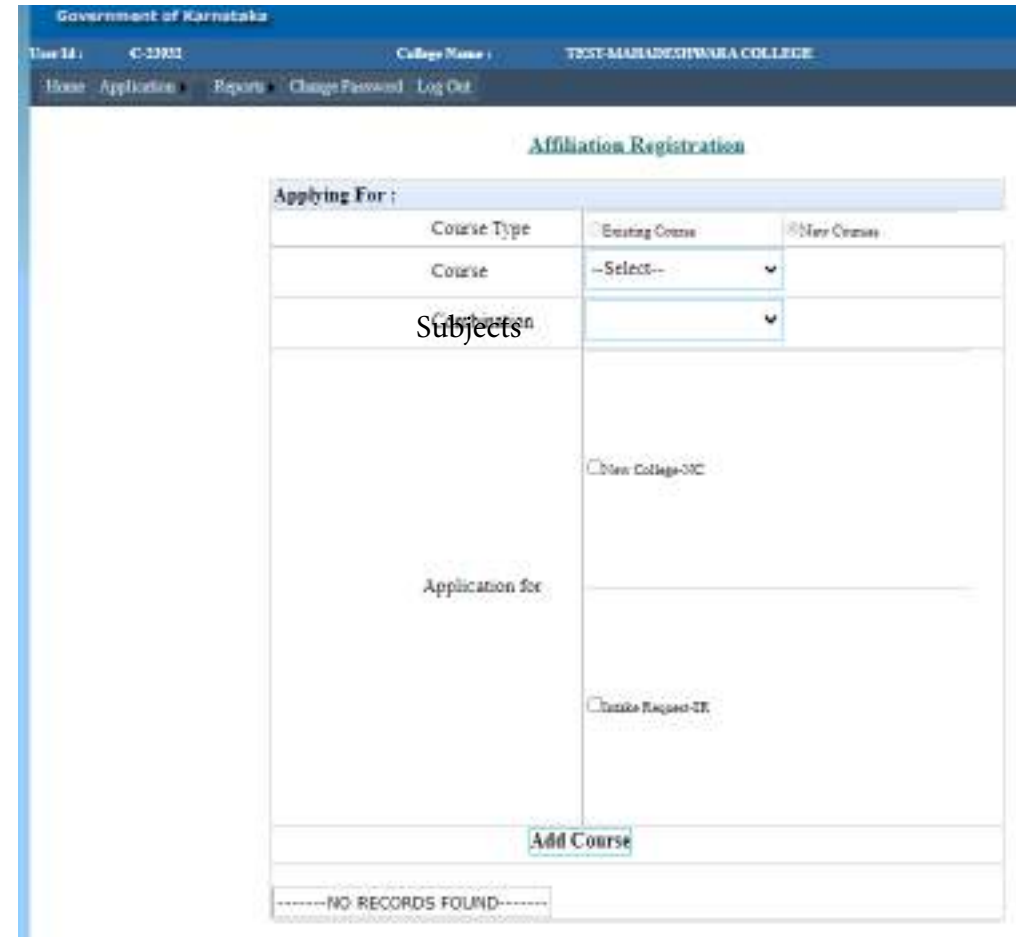 Government of Karnataka
User Id : C-23032 College Name : TEST-MAHADESHWARA COLLEGE
Home Application Reports Change Password Log Out
Affiliation Registration
Applying For :
Course Type Existing Course New Courses
Course --Select--
Subjects
New College-NC
Application for
Intake Request-IR
Add Course
-------NO RECORDS FOUND-------